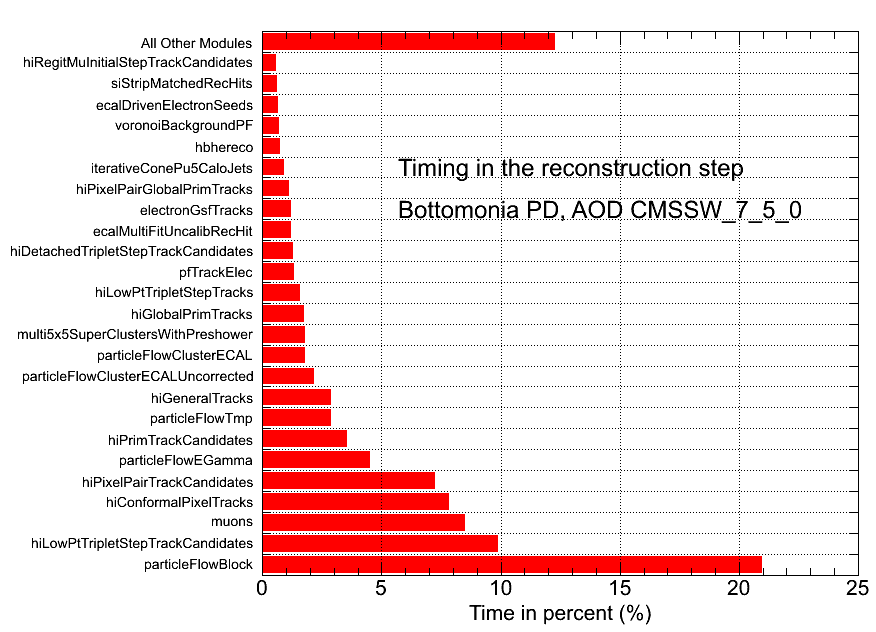 All Other Modules
hiRegitMuInitialStepTrackCandidates
siStripMatchedRecHits
ecalDrivenElectronSeeds
voronoiBackgroundPF
hbhereco
iterativeConePu5CaloJets
Timing in the reconstruction step
hiPixelPairGlobalPrimTracks
electronGsfTracks
Bottomonia PD, AOD CMSSW_7_5_0
ecalMultiFitUncalibRecHit
hiDetachedTripletStepTrackCandidates
pfTrackElec
hiLowPtTripletStepTracks
hiGlobalPrimTracks
multi5x5SuperClustersWithPreshower
particleFlowClusterECAL
particleFlowClusterECALUncorrected
hiGeneralTracks
particleFlowTmp
hiPrimTrackCandidates
particleFlowEGamma
hiPixelPairTrackCandidates
hiConformalPixelTracks
muons
hiLowPtTripletStepTrackCandidates
particleFlowBlock
0 5 10 15 20 25
Time in percent (%)